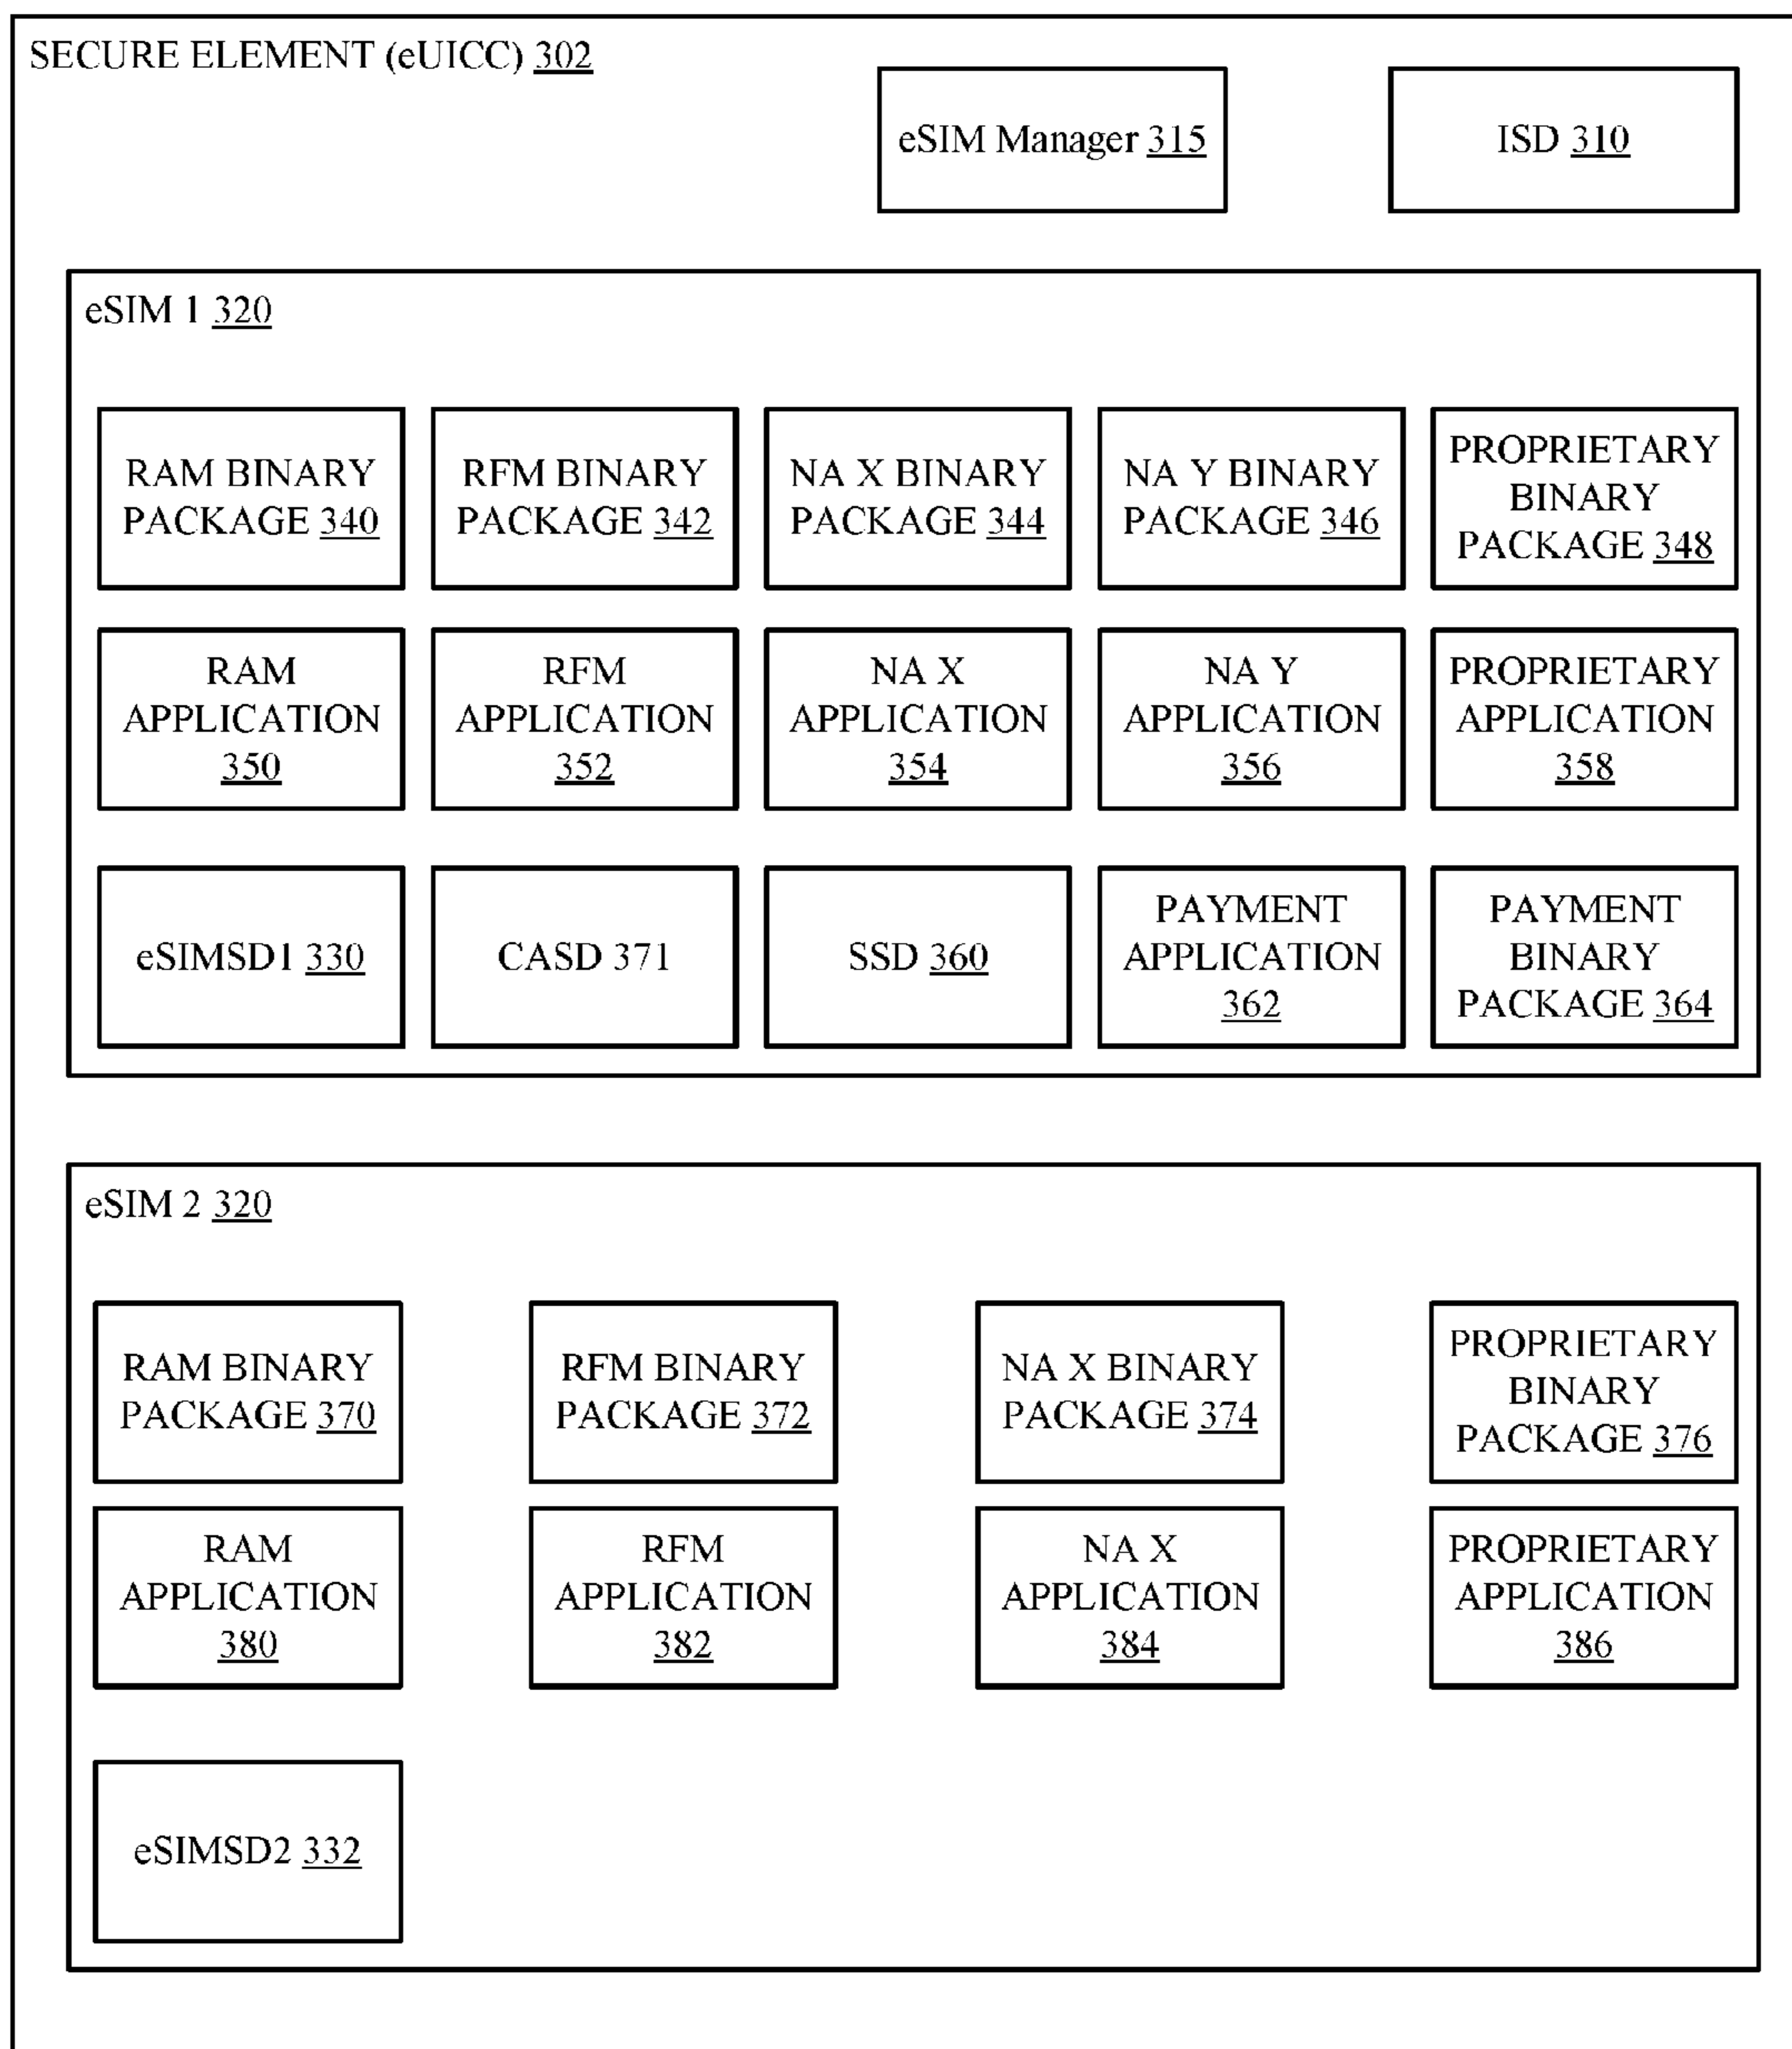 SECURE ELEMENT (eUICC) 302
eSIM Manager 315
ISD 310
eSIM 1 320
RAM BINARY
PACKAGE 340
RFM BINARY
PACKAGE 342
NA X BINARY
PACKAGE 344
NA Y BINARY
PACKAGE 346
PROPRIETARY
BINARY
PACKAGE 348
RAM
APPLICATION
350
RFM
APPLICATION
352
NA X
APPLICATION
354
NA Y
APPLICATION
356
PROPRIETARY
APPLICATION
358
eSIMSD1 330
CASD 371
SSD 360
PAYMENT
APPLICATION
362
PAYMENT
BINARY
PACKAGE 364
eSIM 2 320
RAM BINARY
PACKAGE 370
RFM BINARY
PACKAGE 372
NA X BINARY
PACKAGE 374
PROPRIETARY
BINARY
PACKAGE 376
RAM
APPLICATION
380
RFM
APPLICATION
382
NA X
APPLICATION
384
PROPRIETARY
APPLICATION
386
eSIMSD2 332